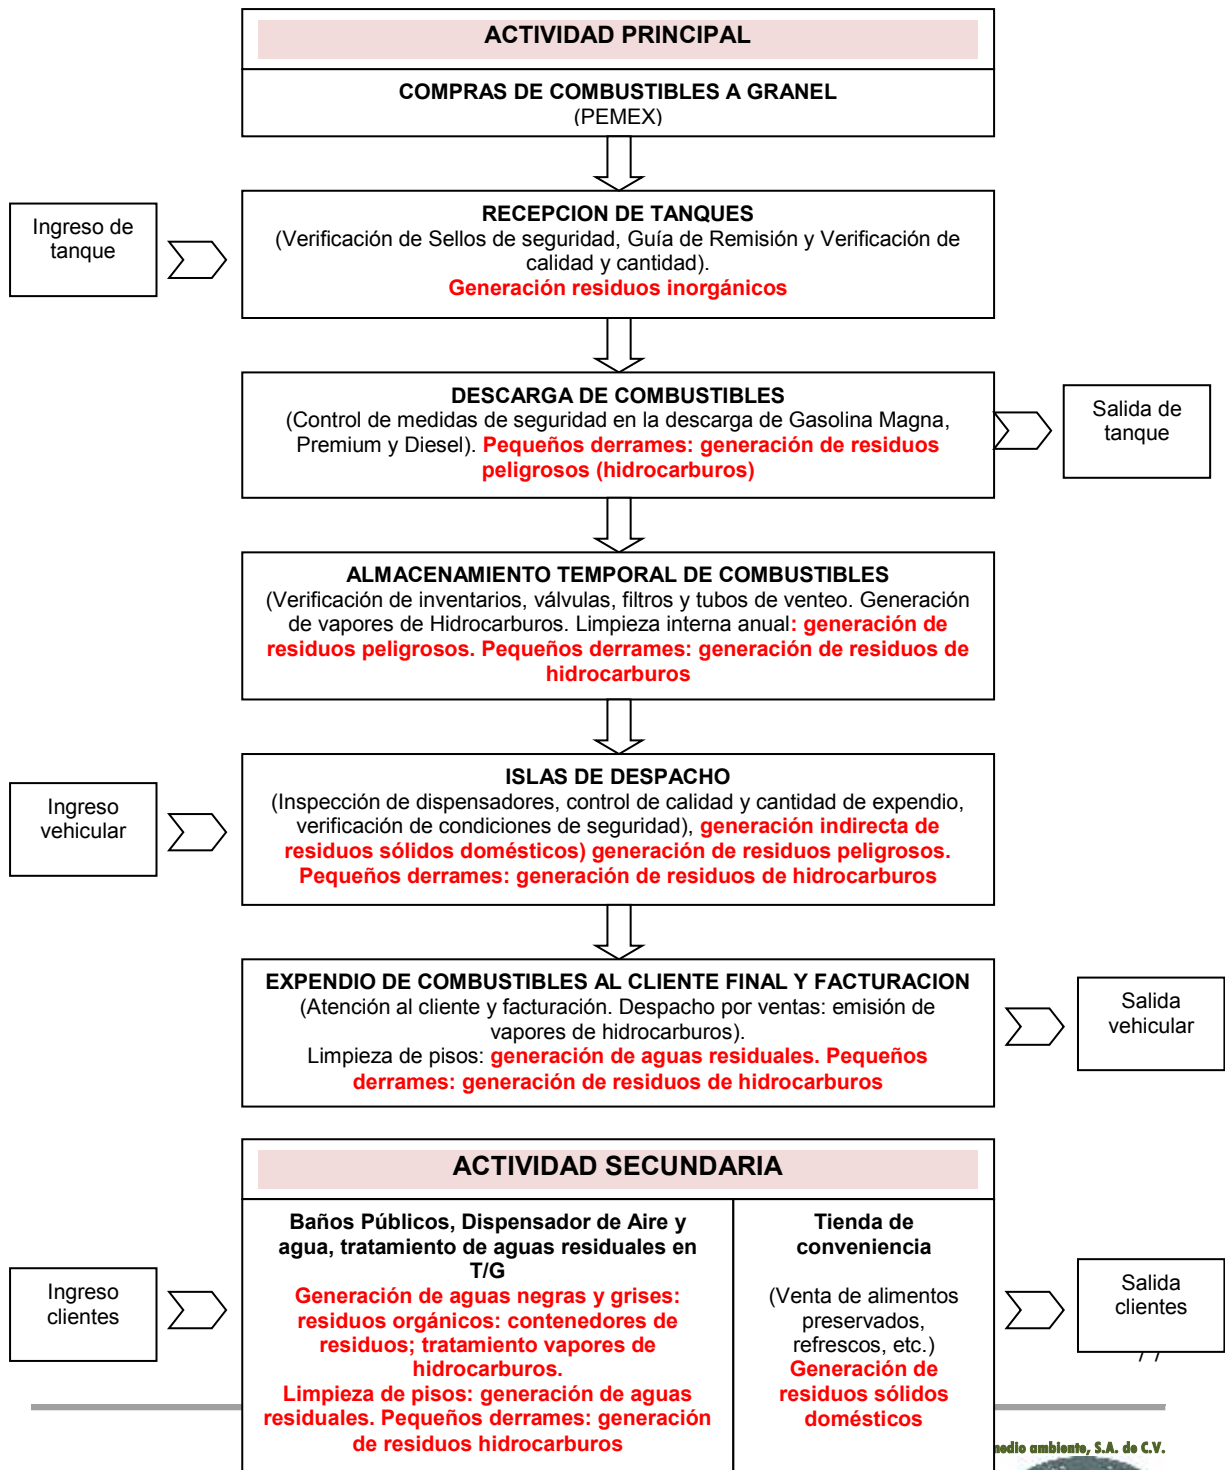 ACTIVIDAD PRINCIPAL
COMPRAS DE COMBUSTIBLES A GRANEL
(PEMEX)
Ingreso de
tanque
RECEPCION DE TANQUES
(Verificación de Sellos de seguridad, Guía de Remisión y Verificación de
calidad y cantidad).
Generación residuos inorgánicos
DESCARGA DE COMBUSTIBLES
(Control de medidas de seguridad en la descarga de Gasolina Magna,
Premium y Diesel). Pequeños derrames: generación de residuos
peligrosos (hidrocarburos)
Salida de
tanque
ALMACENAMIENTO TEMPORAL DE COMBUSTIBLES
(Verificación de inventarios, válvulas, filtros y tubos de venteo. Generación
de vapores de Hidrocarburos. Limpieza interna anual: generación de
residuos peligrosos. Pequeños derrames: generación de residuos de
hidrocarburos
Ingreso
vehicular
ISLAS DE DESPACHO
(Inspección de dispensadores, control de calidad y cantidad de expendio,
verificación de condiciones de seguridad), generación indirecta de
residuos sólidos domésticos) generación de residuos peligrosos.
Pequeños derrames: generación de residuos de hidrocarburos
EXPENDIO DE COMBUSTIBLES AL CLIENTE FINAL Y FACTURACION
(Atención al cliente y facturación. Despacho por ventas: emisión de
vapores de hidrocarburos).
Limpieza de pisos: generación de aguas residuales. Pequeños
derrames: generación de residuos de hidrocarburos
Salida
vehicular
ACTIVIDAD SECUNDARIA
Ingreso
clientes
Baños Públicos, Dispensador de Aire y
agua, tratamiento de aguas residuales en
T/G
Generación de aguas negras y grises:
residuos orgánicos: contenedores de
residuos; tratamiento vapores de
hidrocarburos.
Limpieza de pisos: generación de aguas
residuales. Pequeños derrames: generación
de residuos hidrocarburos
Tienda de
conveniencia
(Venta de alimentos
preservados,
refrescos, etc.)
Generación de
residuos sólidos
domésticos
Salida
clientes
medio ambiente, S.A. de C.V.